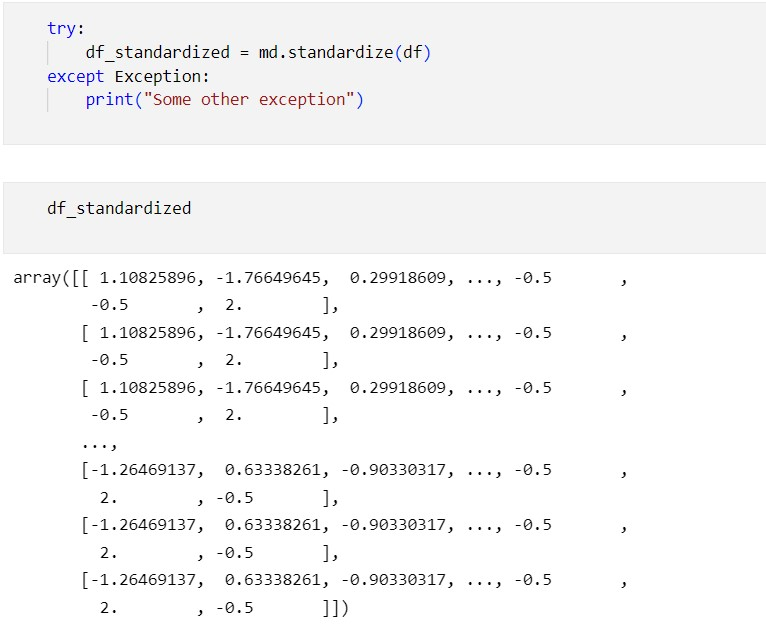 try:
    df_standardized = md.standardize(df)
except Exception:
    print("Some other exception")
df_standardized
array([[ 1.10825896, -1.76649645,  0.29918609, ..., -0.5       ,
        -0.5       ,  2.        ],
       [ 1.10825896, -1.76649645,  0.29918609, ..., -0.5       ,
        -0.5       ,  2.        ],
       [ 1.10825896, -1.76649645,  0.29918609, ..., -0.5       ,
        -0.5       ,  2.        ],
       ...,
       [-1.26469137,  0.63338261, -0.90330317, ..., -0.5       ,
         2.        , -0.5       ],
       [-1.26469137,  0.63338261, -0.90330317, ..., -0.5       ,
         2.        , -0.5       ],
       [-1.26469137,  0.63338261, -0.90330317, ..., -0.5       ,
         2.        , -0.5       ]])